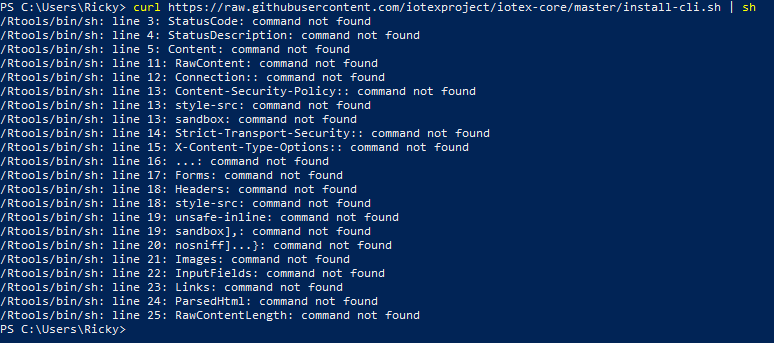 PS C:\Users\Ricky> curl https://raw.githubusercontent.com/iotexproject/iotex-core/master/install-cli.sh | sh
/Rtools/bin/sh: line 3: StatusCode: command not found
/Rtools/bin/sh: line 4: StatusDescription: command not found
/Rtools/bin/sh: line 5: Content: command not found
/Rtools/bin/sh: line 11: RawContent: command not found
/Rtools/bin/sh: line 12: Connection:: command not found
/Rtools/bin/sh: line 13: Content-Security-Policy:: command not found
/Rtools/bin/sh: line 13: style-src: command not found
/Rtools/bin/sh: line 13: sandbox: command not found
/Rtools/bin/sh: line 14: Strict-Transport-Security:: command not found
/Rtools/bin/sh: line 15: X-Content-Type-Options:: command not found
/Rtools/bin/sh: line 16: ...: command not found
/Rtools/bin/sh: line 17: Forms: command not found
/Rtools/bin/sh: line 18: Headers: command not found
/Rtools/bin/sh: line 18: style-src: command not found
/Rtools/bin/sh: line 19: unsafe-inline: command not found
/Rtools/bin/sh: line 19: sandbox],: command not found
/Rtools/bin/sh: line 20: nosniff]...}: command not found
/Rtools/bin/sh: line 21: Images: command not found
/Rtools/bin/sh: line 22: InputFields: command not found
/Rtools/bin/sh: line 23: Links: command not found
/Rtools/bin/sh: line 24: ParsedHtml: command not found
/Rtools/bin/sh: line 25: RawContentLength: command not found
PS C:\Users\Ricky>